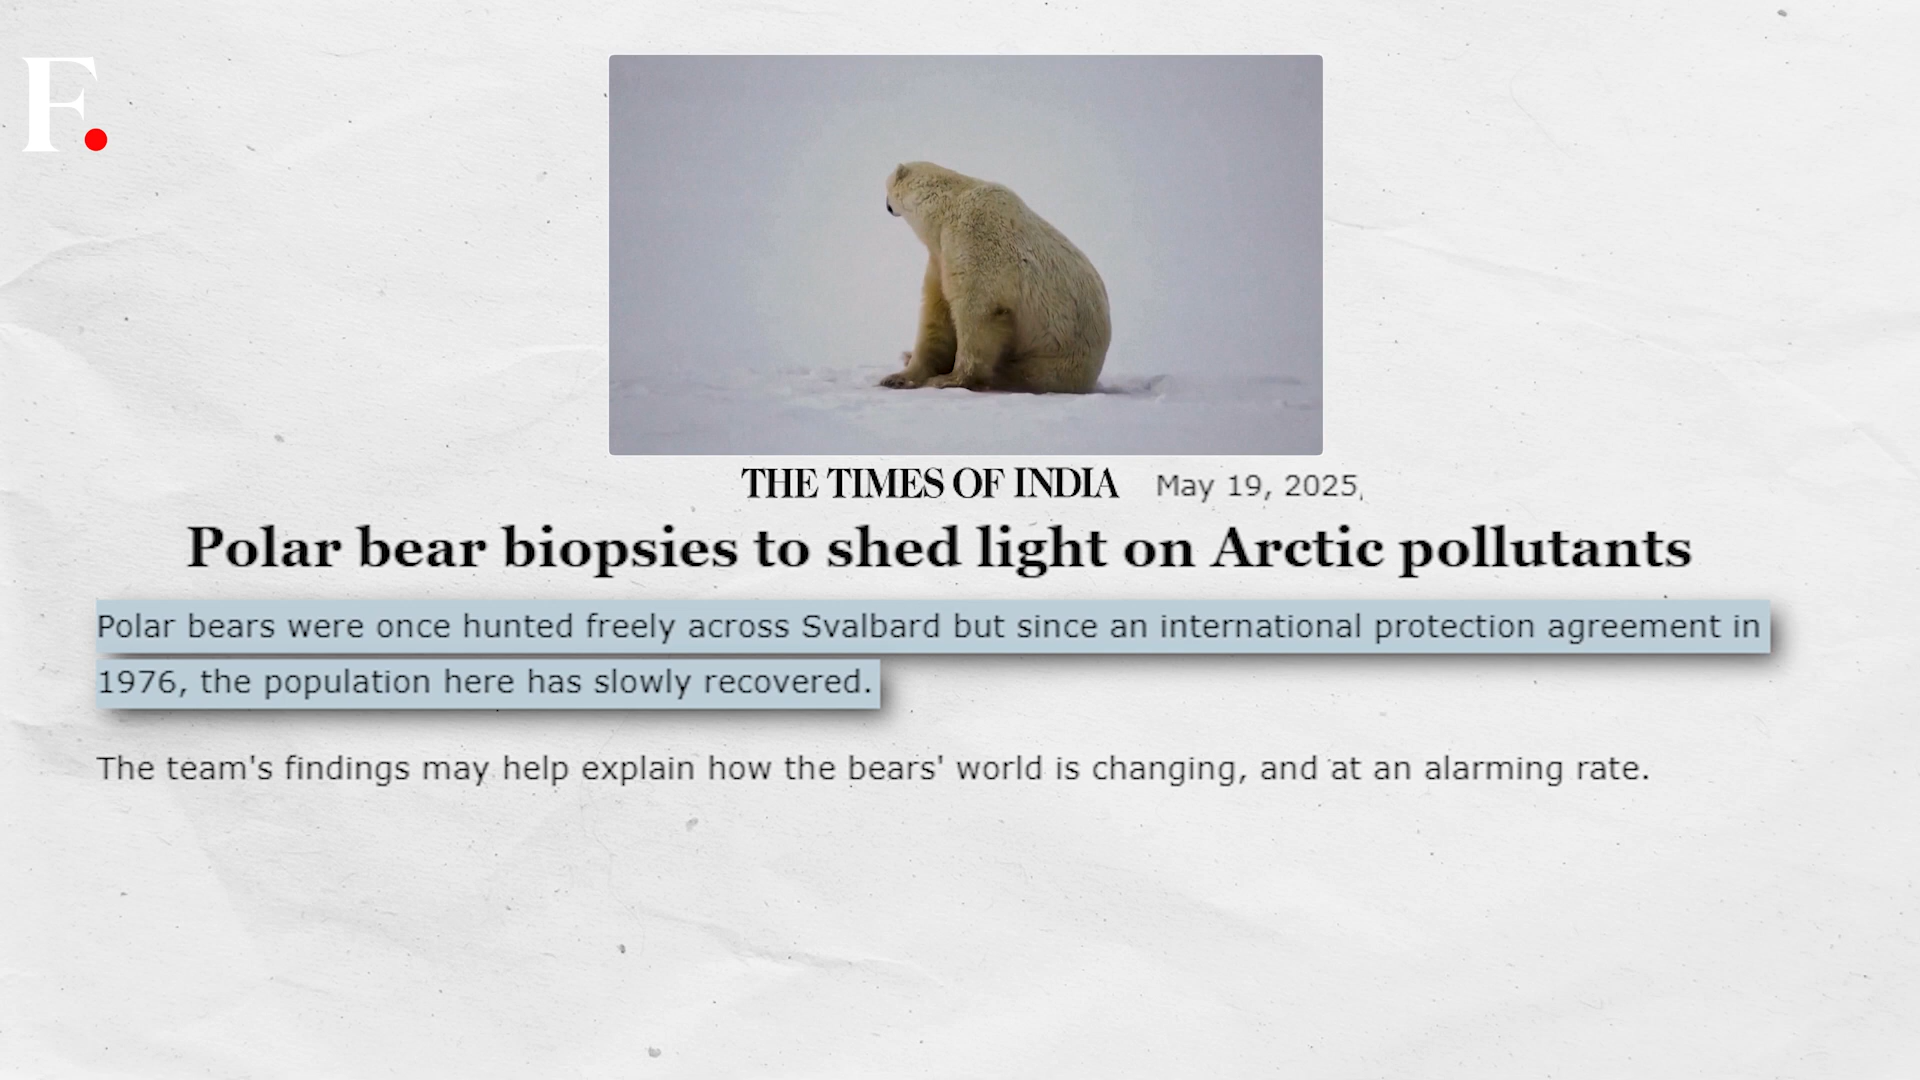 F.
THE TIMES OF INDIA May 19, 2025,
Polar bear biopsies to shed light on Arctic pollutants
Polar bears were once hunted freely across Svalbard but since an international protection agreement in
1976, the population here has slowly recovered.
The team's findings may help explain how the bears' world is changing, and at an alarming rate.